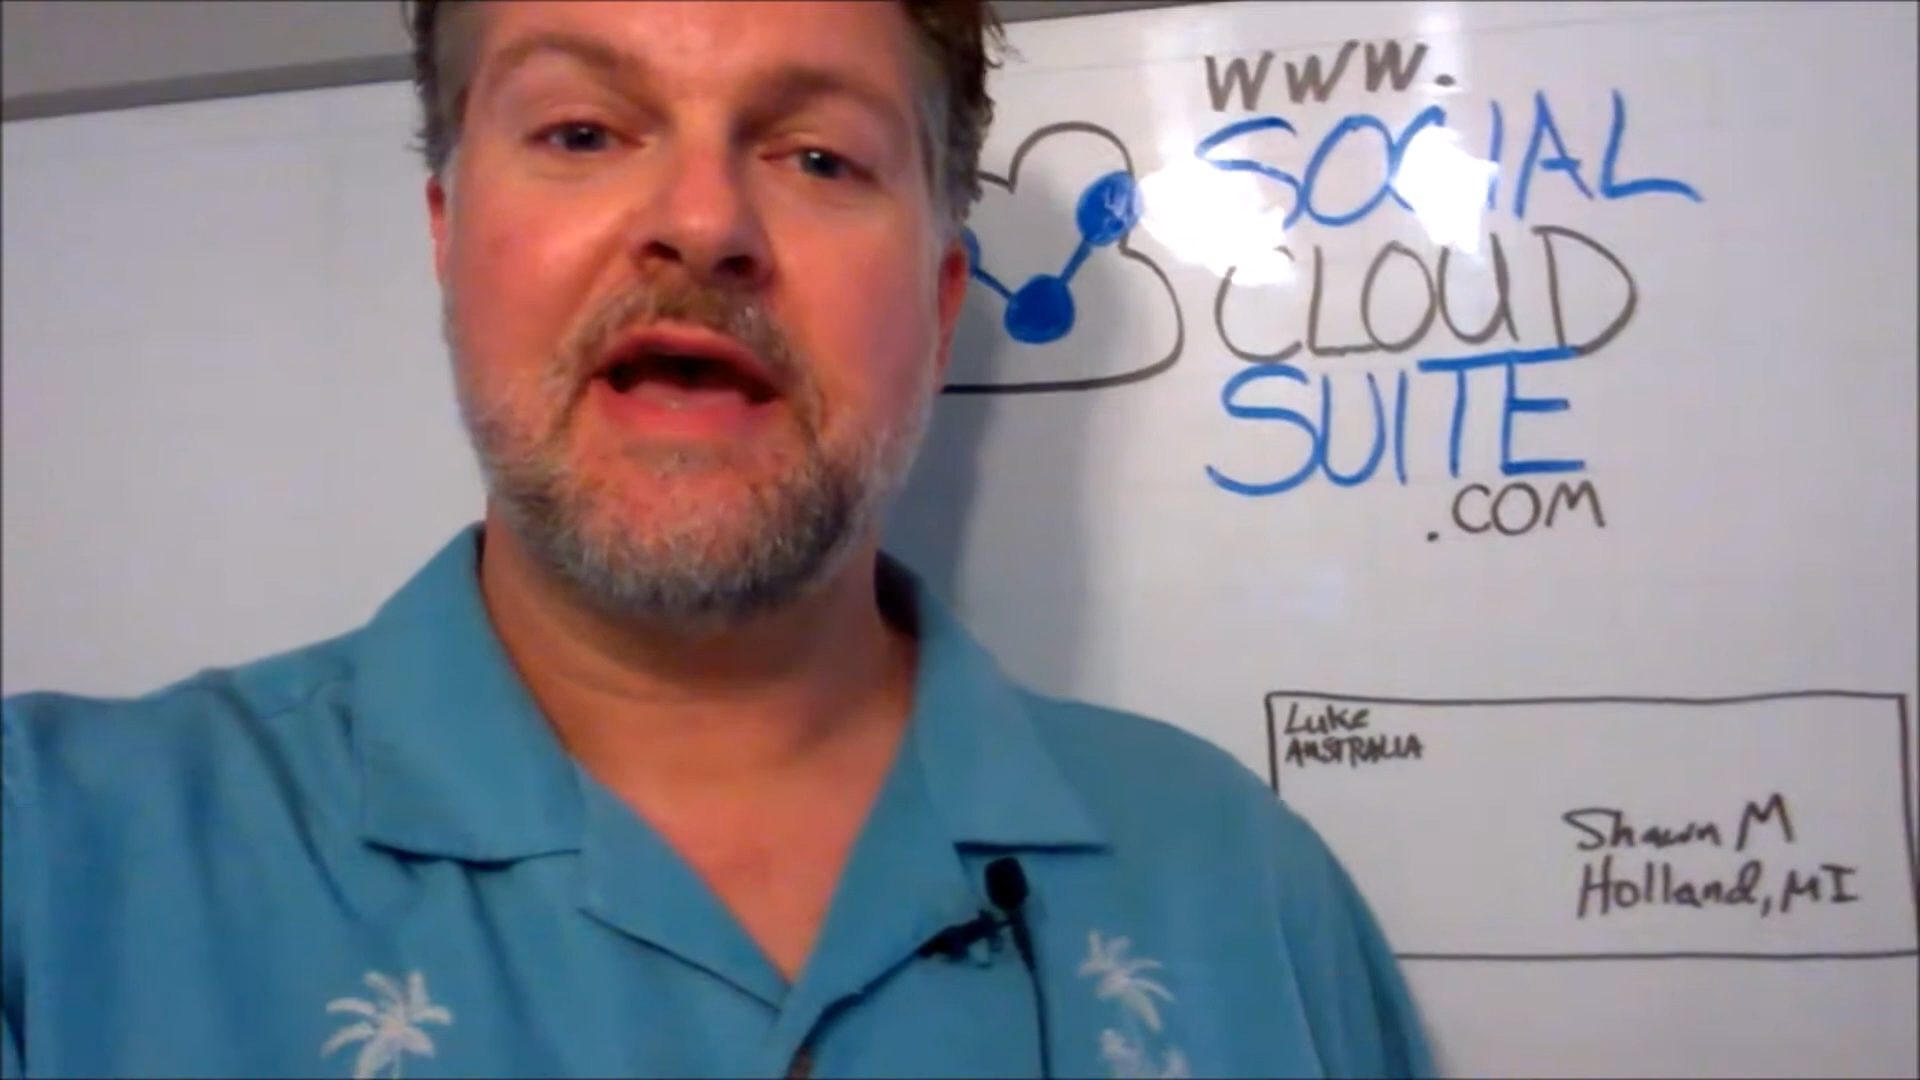 www.
SOCIAL
CLOUD
SUITE
.COM
Luke
AUSTRALIA
Shawn M
Holland, MI